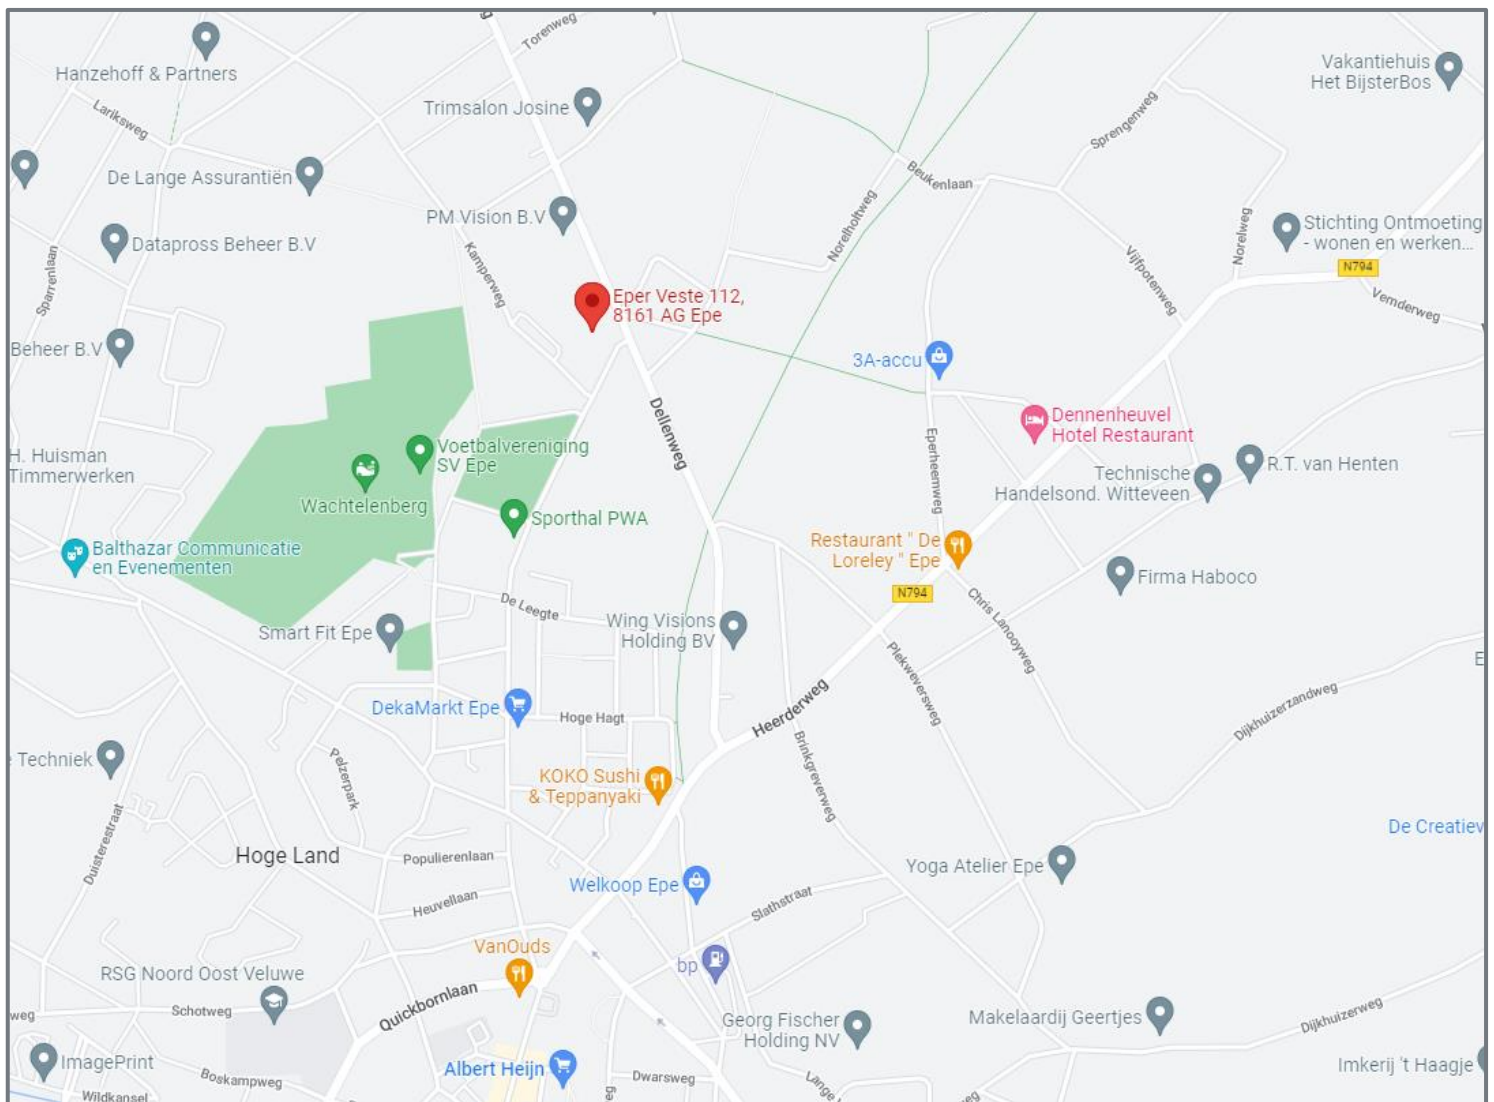 Torenweg
Hanzehoff & Partners
Lariksweg
Trimsalon Josine
Vakantiehuis
Het BijsterBos
Sprengenweg
De Lange Assurantiën
Beukenlaan
PM Vision B.V
Norelholtweg
Datapross Beheer B.V
Kamperweg
Sparrenlaan
Norelweg
Stichting Ontmoeting
- wonen en werken...
Vijfpotenweg
N794
Vemderweg
Eper Veste 112,
8161 AG Epe
Beheer B.V
3A-accu
Dellenweg
Dennenheuvel
Hotel Restaurant
Eperheemweg
H. Huisman
Timmerwerken
Voetbalvereniging
SV Epe
Wachtelenberg
Technische
Handelsond. Witteveen
R.T. van Henten
Sporthal PWA
Restaurant " De
Loreley " Epe
Balthazar Communicatie
en Evenementen
Firma Haboco
N794
Chris Lanooyweg
De Leegte
Smart Fit Epe
Wing Visions
Holding BV
Plekweversweg
DekaMarkt Epe
Hoge Hagt
Heerderweg
Dijkhuizerzandweg
Techniek
Pelzerpark
Brinkgreverweg
KOKO Sushi
& Teppanyaki
Duisterestraat
Hoge Land
Populierenlaan
De Creatiev
Yoga Atelier Epe
Welkoop Epe
Heuvellaan
Slathstraat
VanOuds
bp
RSG Noord Oost Veluwe
Quickbornlaan
Schotweg
weg
Georg Fischer
Holding NV
Makelaardij Geertjes
Dijkhuizerweg
ImagePrint
Albert Heijn
Imkerij 't Haagje
Boskampweg
Dwarsweg
Lange
Wildkansel